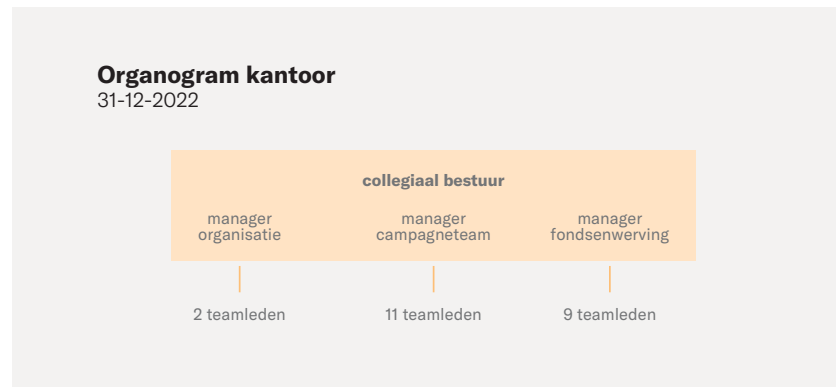 Organogram kantoor
31-12-2022
collegiaal bestuur
manager
organisatie
manager
campagneteam
manager
fondsenwerving
2 teamleden
11 teamleden
9 teamleden